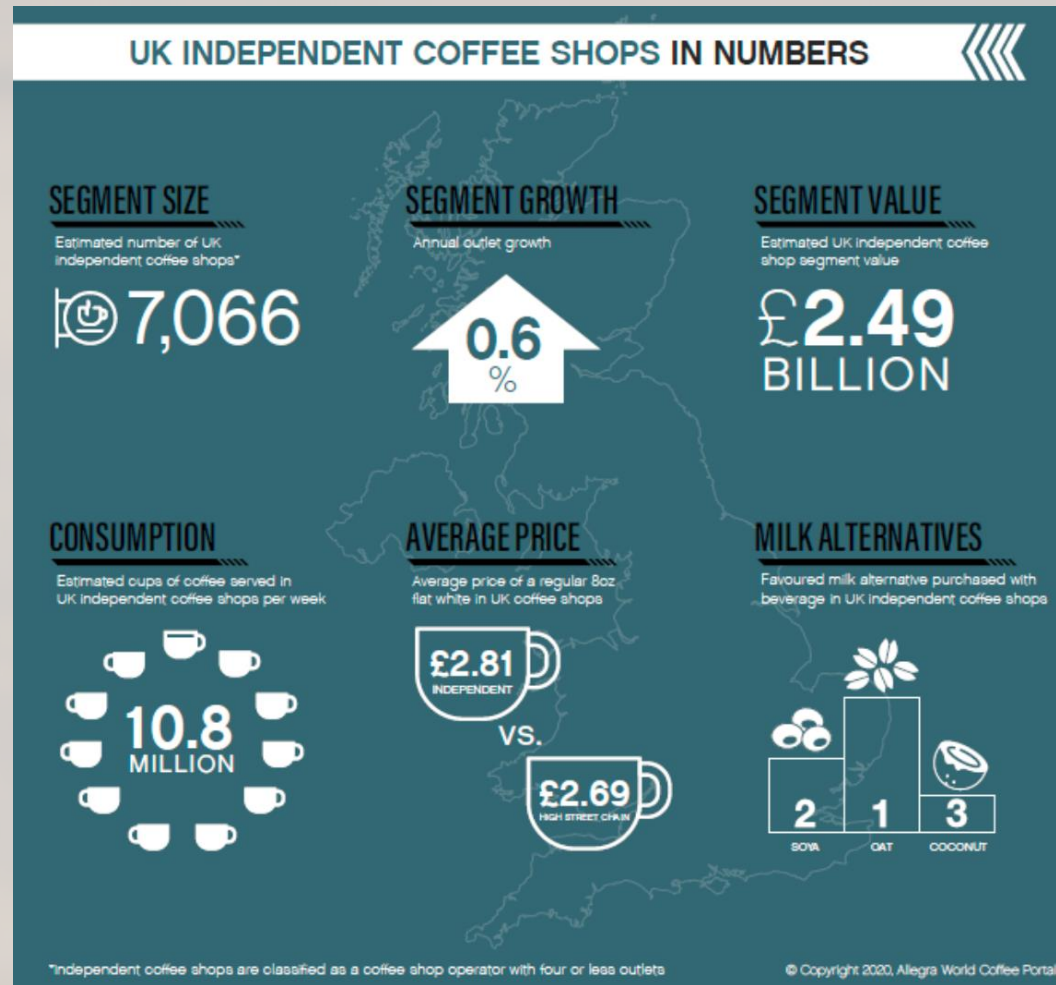 UK INDEPENDENT COFFEE SHOPS IN NUMBERS
SEGMENT SIZE
Estimated number of UK
independent coffee shops*
7,066
SEGMENT GROWTH
Annual outlet growth
0.6
%
SEGMENT VALUE
Estimated UK independent coffee
shop segment value
£2.49
BILLION
CONSUMPTION
Estimated cups of coffee served in
UK independent coffee shops per week
10.8
MILLION
AVERAGE PRICE
Average price of a regular 8oz
flat white in UK coffee shops
£2.81
INDEPENDENT
VS.
£2.69
HIGH STREET CHAIN
MILK ALTERNATIVES
Favoured milk alternative purchased with
beverage in UK independent coffee shops
2 1 3
SOYA OAT COCONUT
*Independent coffee shops are classified as a coffee shop operator with four or less outlets
© Copyright 2020, Allegra World Coffee Portal